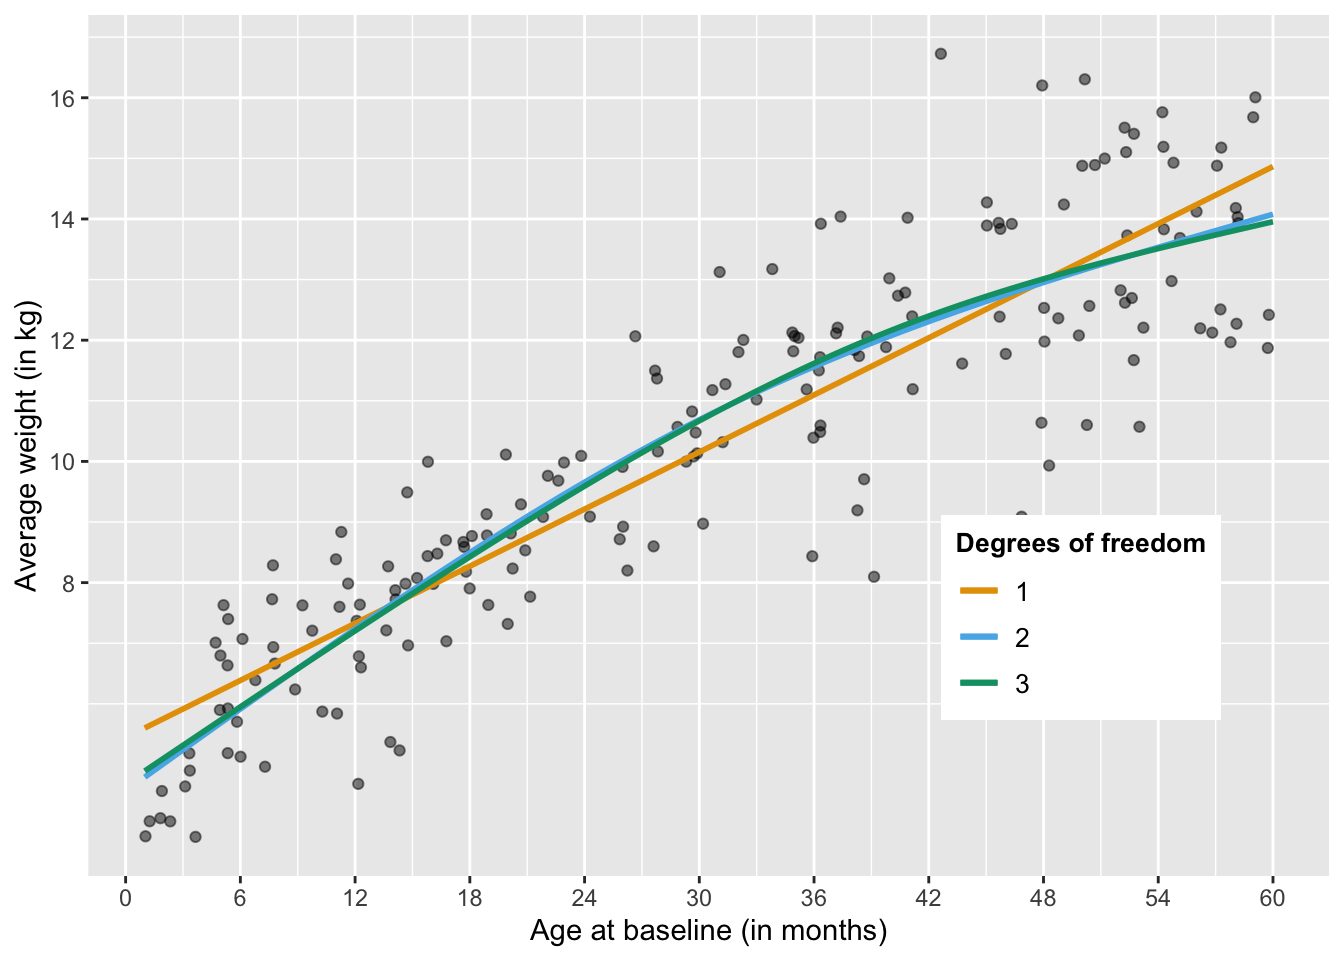 Average weight (in kg)
16
14
12
10
8
Degrees of freedom
1
2
3
0 6 12 18 24 30 36 42 48 54 60
Age at baseline (in months)